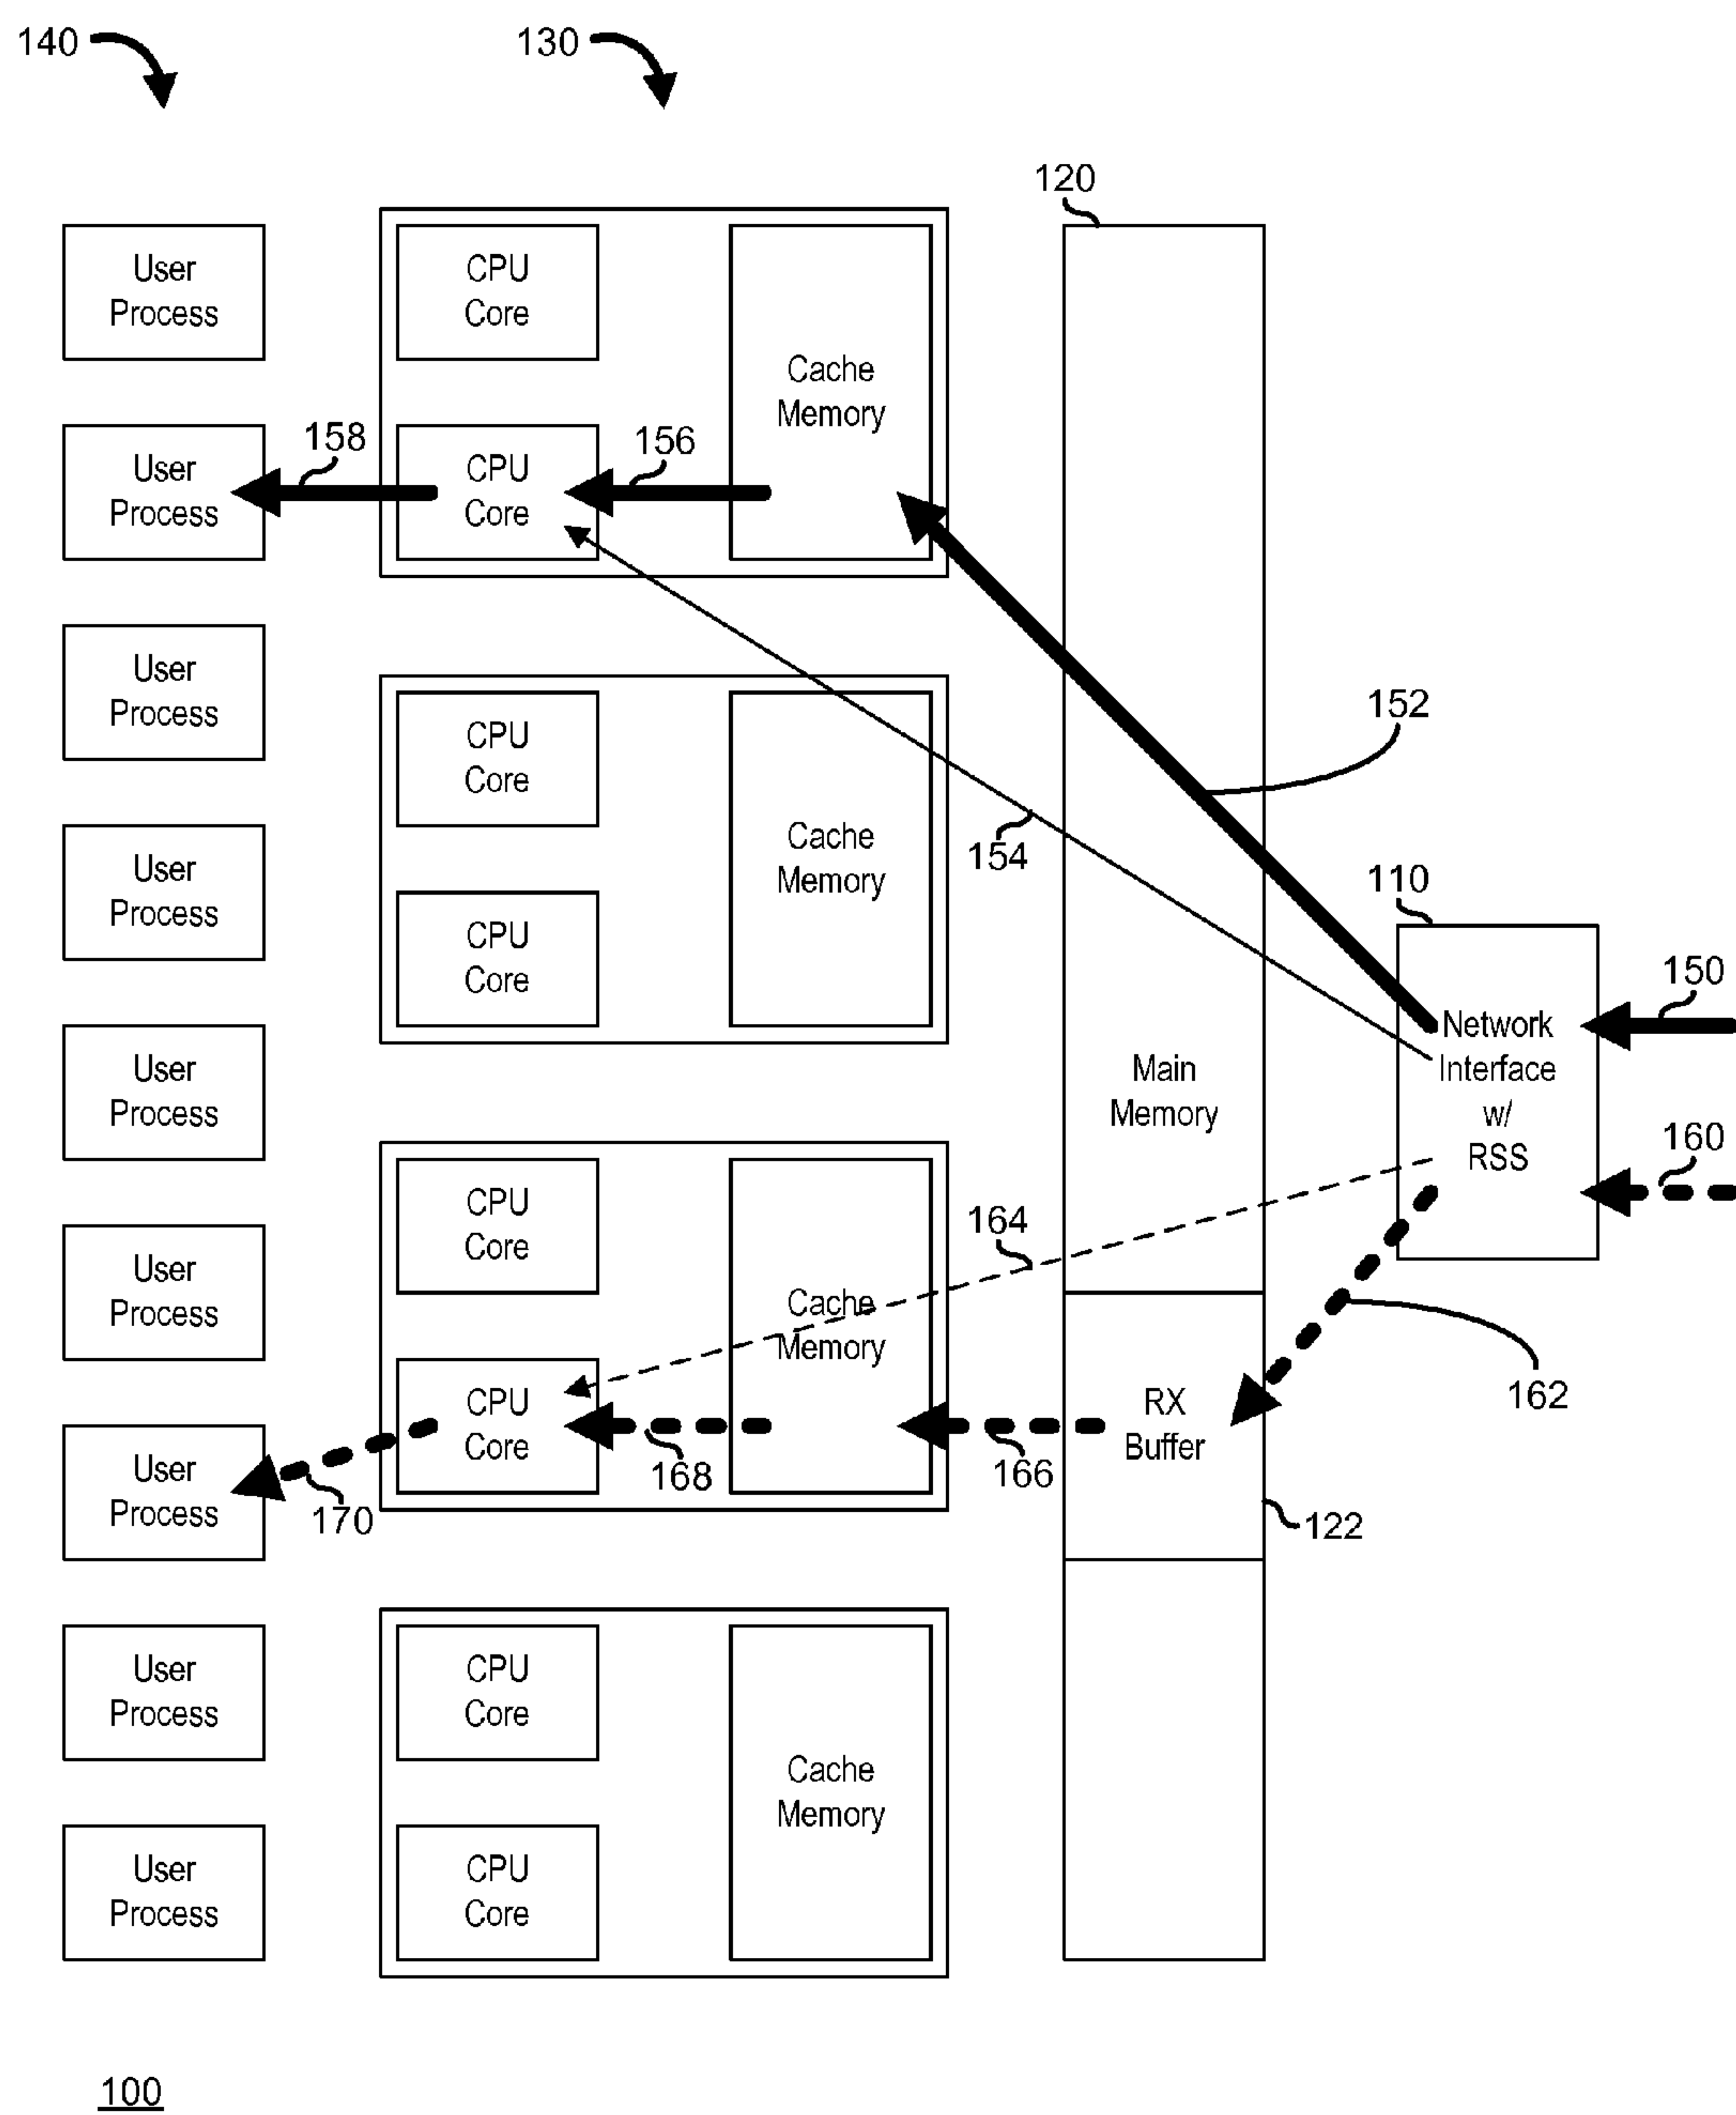 140
130
120
User
Process
CPU
Core
Cache
Memory
User
Process
158
CPU
Core
156
User
Process
CPU
Core
Cache
Memory
152
154
User
Process
CPU
Core
110
150
Network
Interface
w/
RSS
Main
Memory
User
Process
160
CPU
Core
Cache
Memory
164
User
Process
162
CPU
Core
RX
Buffer
168
166
User
Process
170
122
User
Process
CPU
Core
Cache
Memory
User
Process
CPU
Core
100